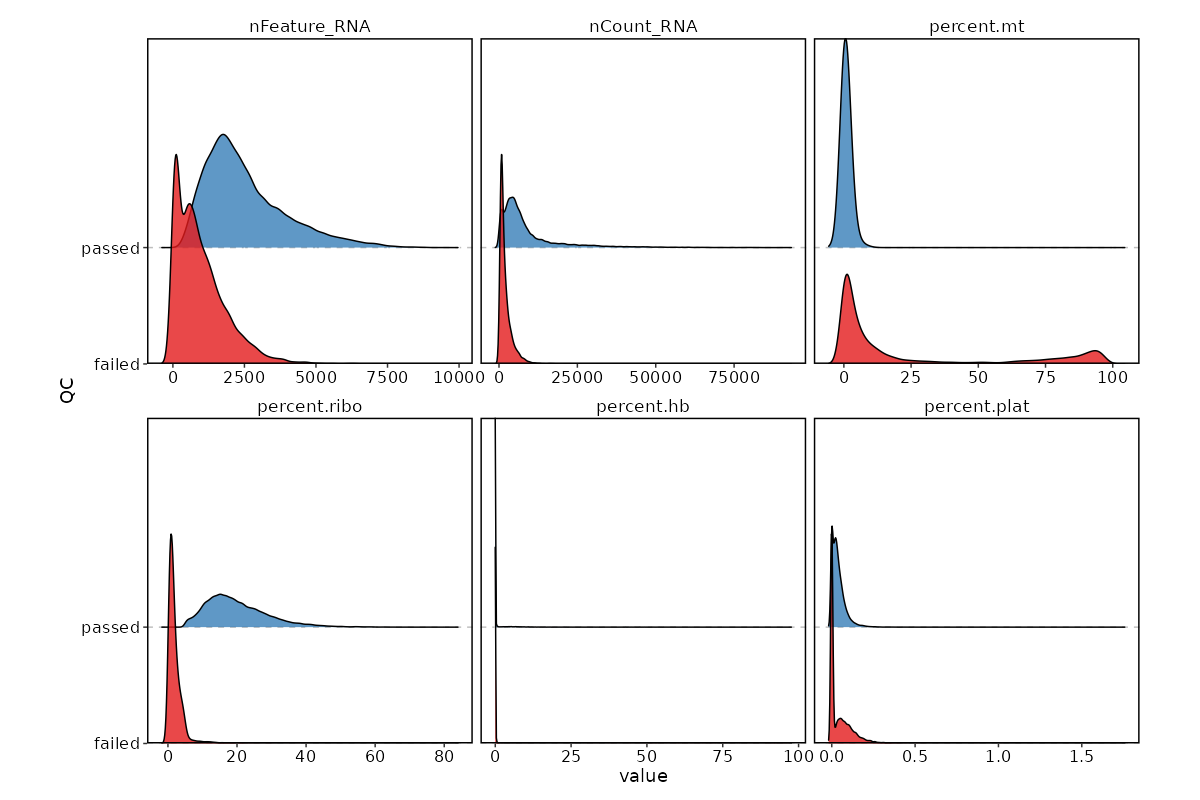 nFeature_RNA nCount_RNA percent.mt
passed
failed
0 2500 5000 7500 10000 0 25000 50000 75000 0 25 50 75 100
QC
percent.ribo percent.hb percent.plat
passed
failed
0 20 40 60 80 0 25 50 75 100 0.0 0.5 1.0 1.5
value